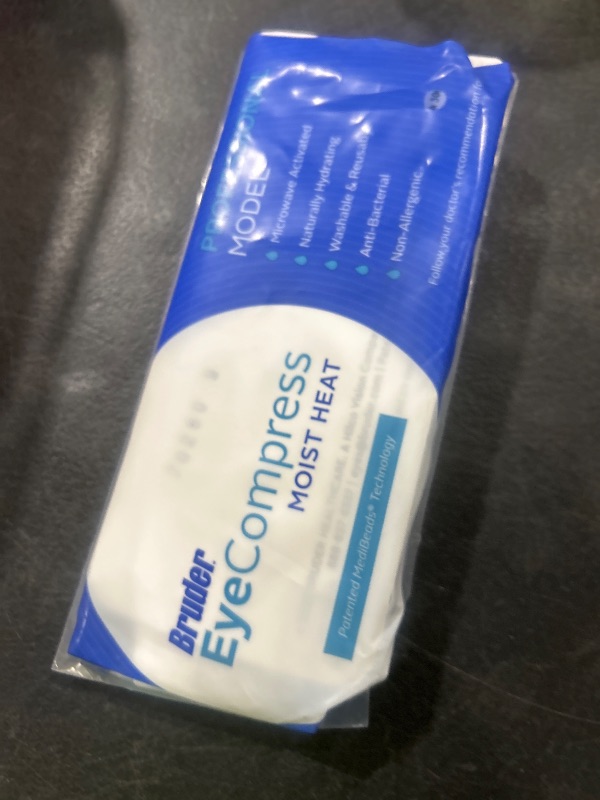 Bruder
EyeCompress
MOIST HEAT
Patented MediBeads® Technology
PROFESSIONAL
MODEL
Microwave Activated
Naturally Hydrating
Washable & Reusable
Anti-Bacterial
Non-Allergenic
Follow your doctor's recommendation